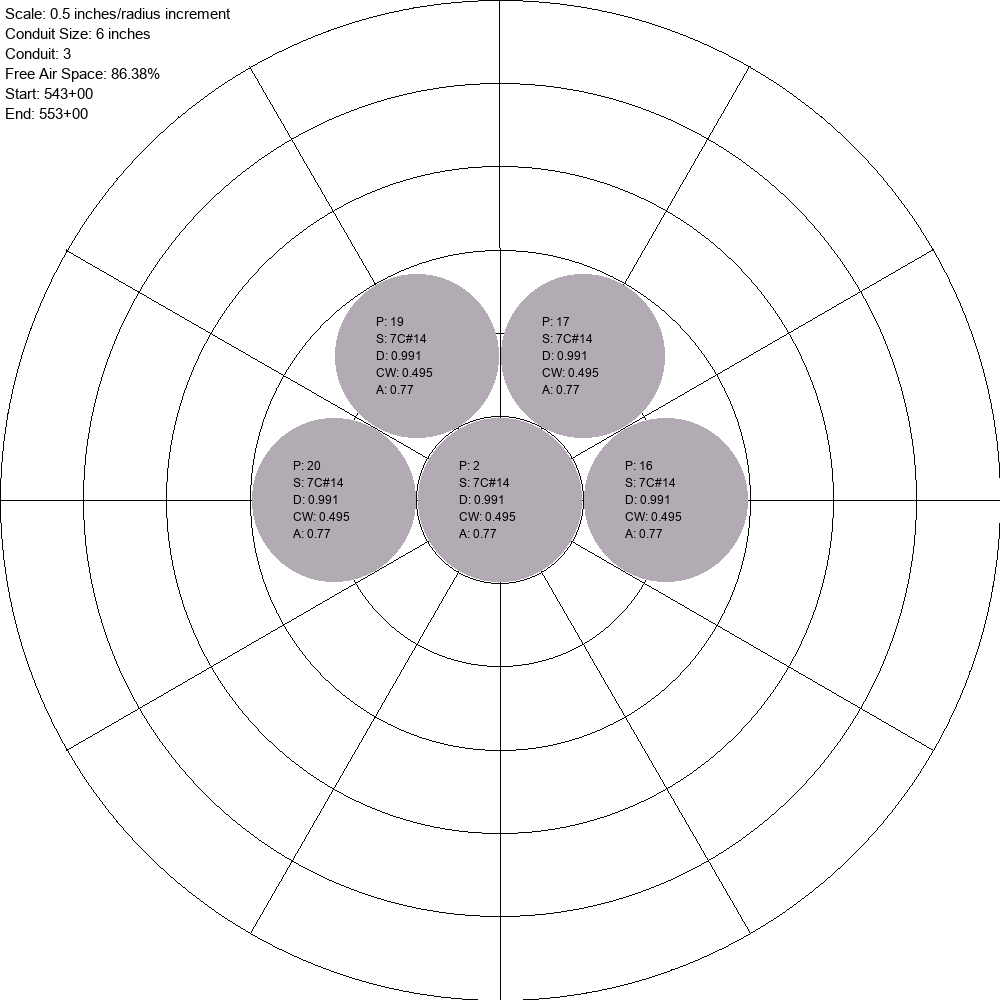 Scale: 0.5 inches/radius increment
Conduit Size: 6 inches
Conduit: 3
Free Air Space: 86.38%
Start: 543+00
End: 553+00
P: 19
S: 7C#14
D: 0.991
CW: 0.495
A: 0.77
P: 17
S: 7C#14
D: 0.991
CW: 0.495
A: 0.77
P: 20
S: 7C#14
D: 0.991
CW: 0.495
A: 0.77
P: 2
S: 7C#14
D: 0.991
CW: 0.495
A: 0.77
P: 16
S: 7C#14
D: 0.991
CW: 0.495
A: 0.77